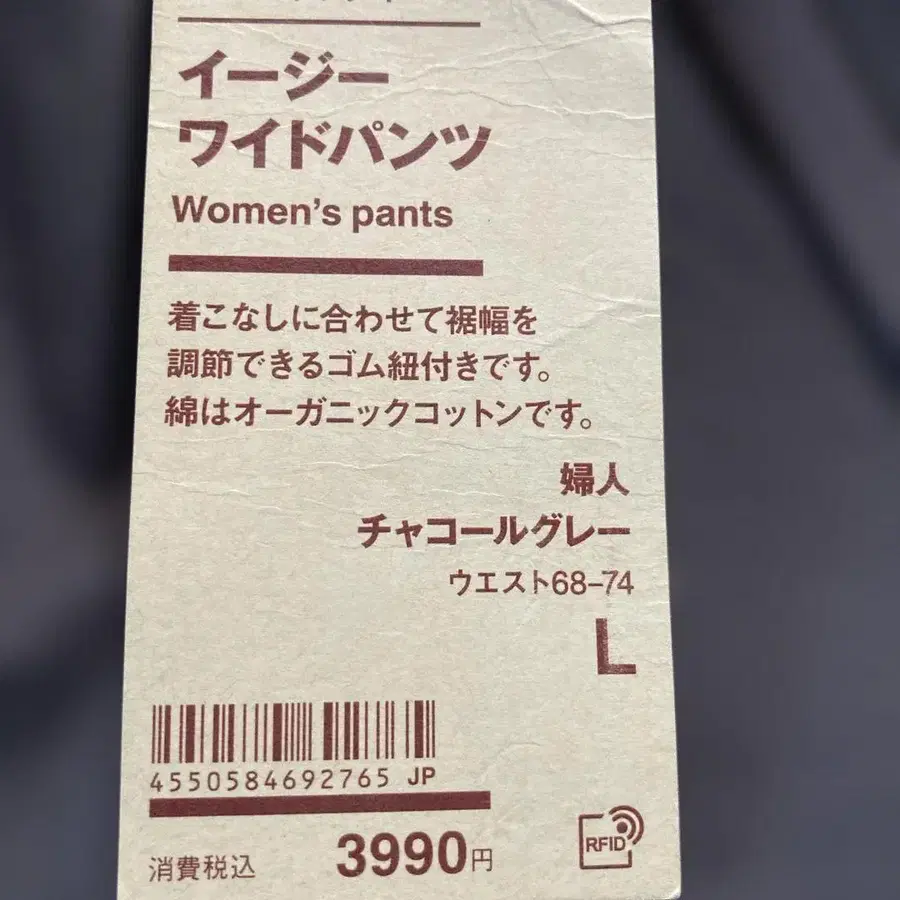 イージー
ワイドパンツ
Women's pants
着こなしに合わせて裾幅を
調節できるゴム紐付きです。
綿はオーガニックコットンです。
婦人
チャコールグレー
ウエスト68-74
L
4550584692765 JP
消費税込 3990円
RFID